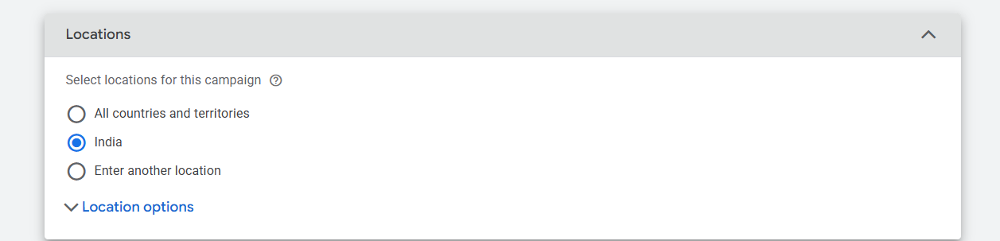 Locations
Select locations for this campaign
All countries and territories
India
Enter another location
Location options